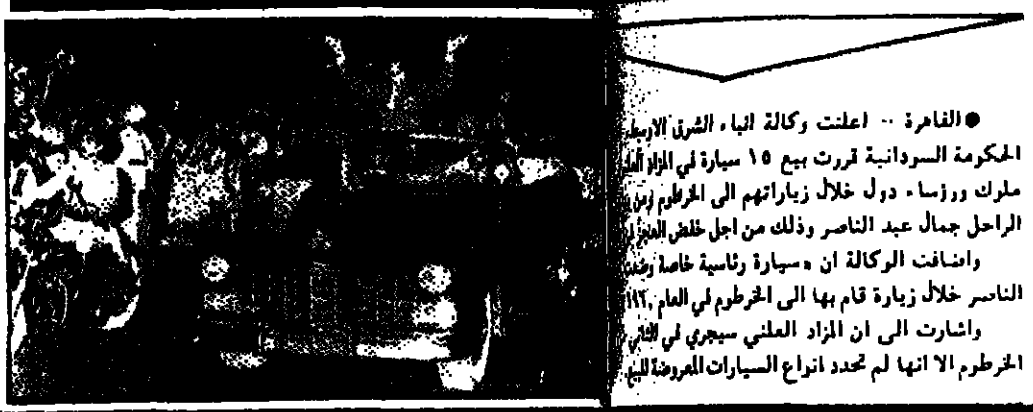 ●القاهرة -- اعلنت وكالة انباء الشرق الاوسط
الحكومة السودانية قررت بيع ١٥ سيارة في المزاد
ملوك ورؤساء دول خلال زياراتهم الى الخرطوم
الراحل جمال عبد الناصر وذلك من اجل خفض
واضافت الوكالة ان «سيارة رئاسية خاصة
الناصر خلال زيارة قام بها الى الخرطوم في العام
واشارت الى ان المزاد العلني سيجري في
الخرطوم الا انها لم تحدد انواع السيارات المعروضة للبيع